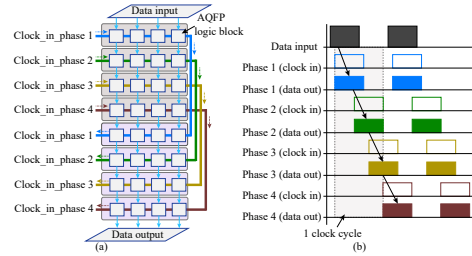 Data input
AQFP
logic block
Clock_in_phase 1
Clock_in_phase 2
Clock_in_phase 3
Clock_in_phase 4
Clock_in_phase 1
Clock_in_phase 2
Clock_in_phase 3
Clock_in_phase 4
Data output
(a)
Data input
Phase 1 (clock in)
Phase 1 (data out)
Phase 2 (clock in)
Phase 2 (data out)
Phase 3 (clock in)
Phase 3 (data out)
Phase 4 (clock in)
Phase 4 (data out)
1 clock cycle
(b)